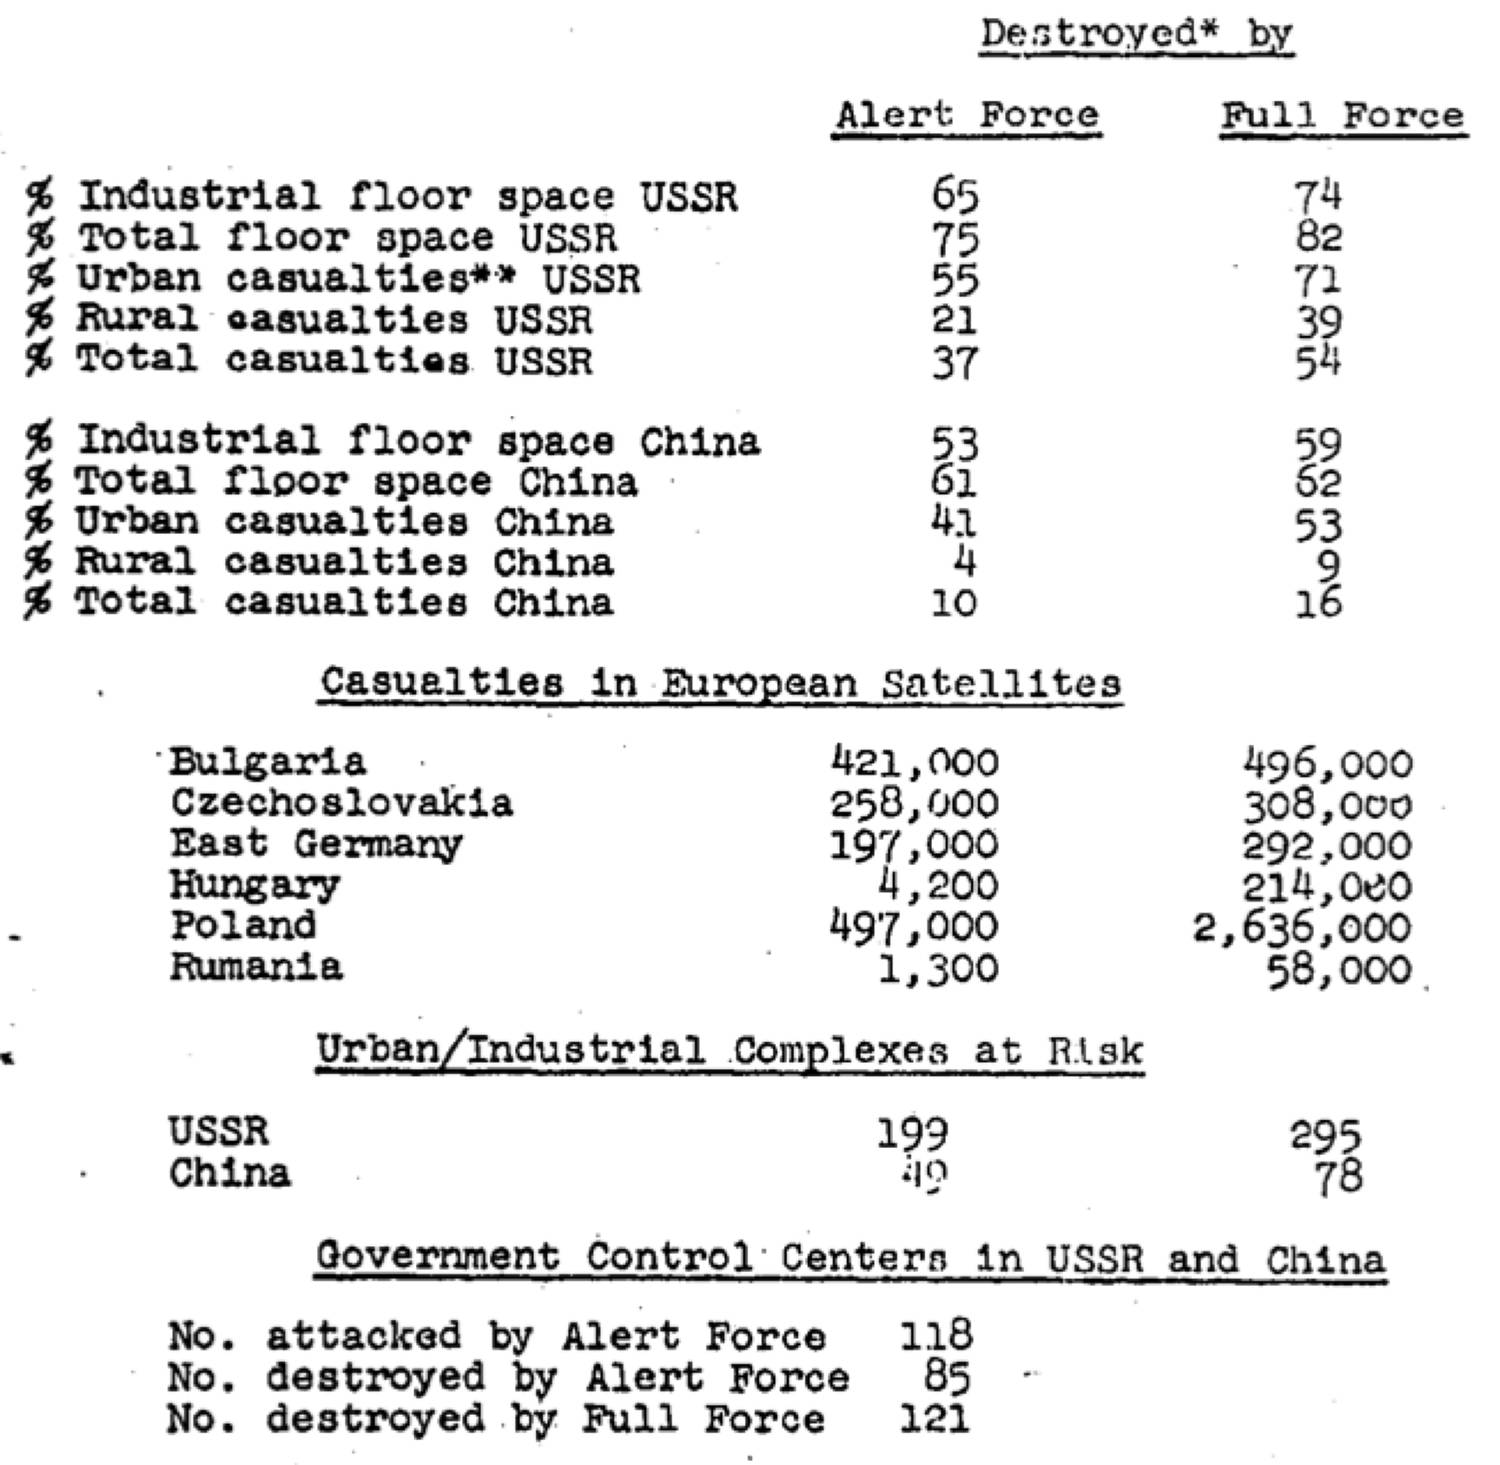 Destroyed* by
Alert Force Full Force
% Industrial floor space USSR 65 74
% Total floor space USSR 75 82
% Urban casualties** USSR 55 71
% Rural casualties USSR 21 39
% Total casualties USSR 37 54
% Industrial floor space China 53 59
% Total floor space China 61 62
% Urban casualties China 41 53
% Rural casualties China 4 9
% Total casualties China 10 16
Casualties in European Satellites
Bulgaria 421,000 496,000
Czechoslovakia 258,000 308,000
East Germany 197,000 292,000
Hungary 4,200 214,000
Poland 497,000 2,636,000
Rumania 1,300 58,000
Urban/Industrial Complexes at Risk
USSR 199 295
China 49 78
Government Control Centers in USSR and China
No. attacked by Alert Force 118
No. destroyed by Alert Force 85
No. destroyed by Full Force 121